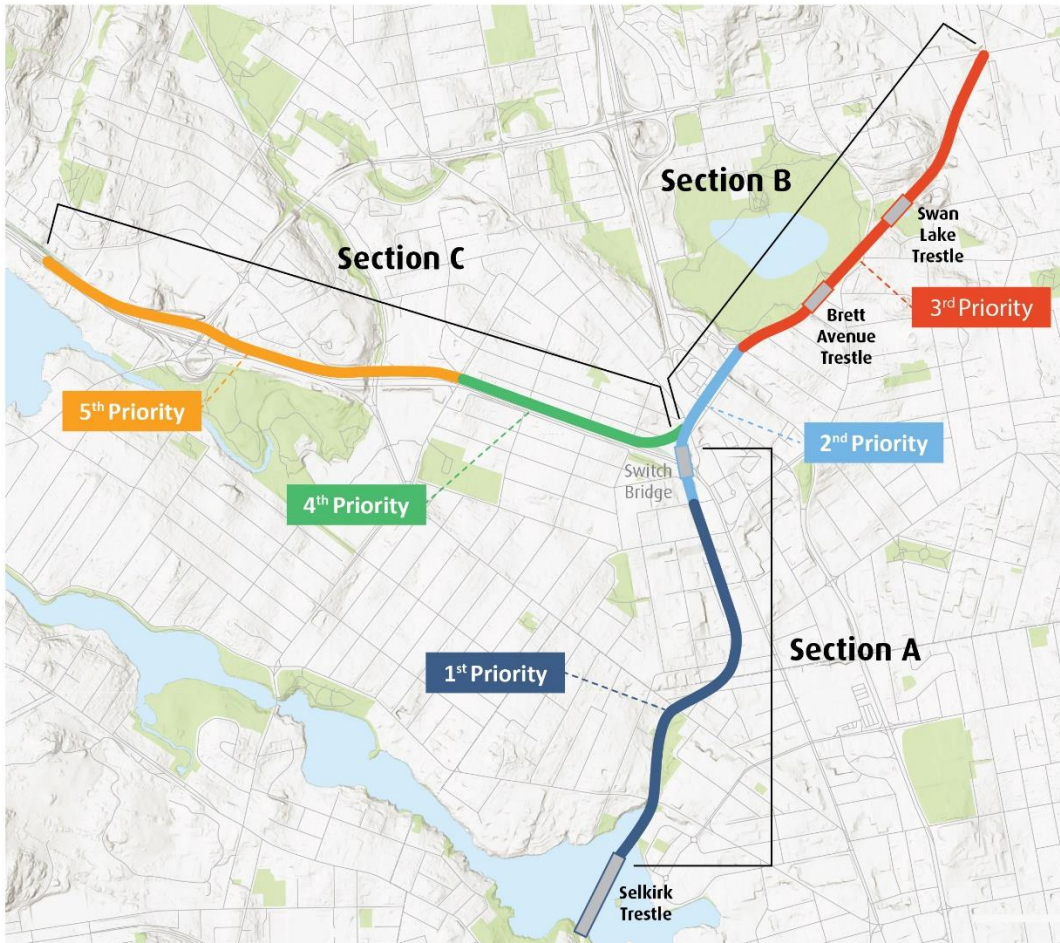 Section B
Section C
Swan
Lake
Trestle
3rd Priority
Brett
Avenue
Trestle
5th Priority
2nd Priority
Switch
Bridge
4th Priority
Section A
1st Priority
Selkirk
Trestle